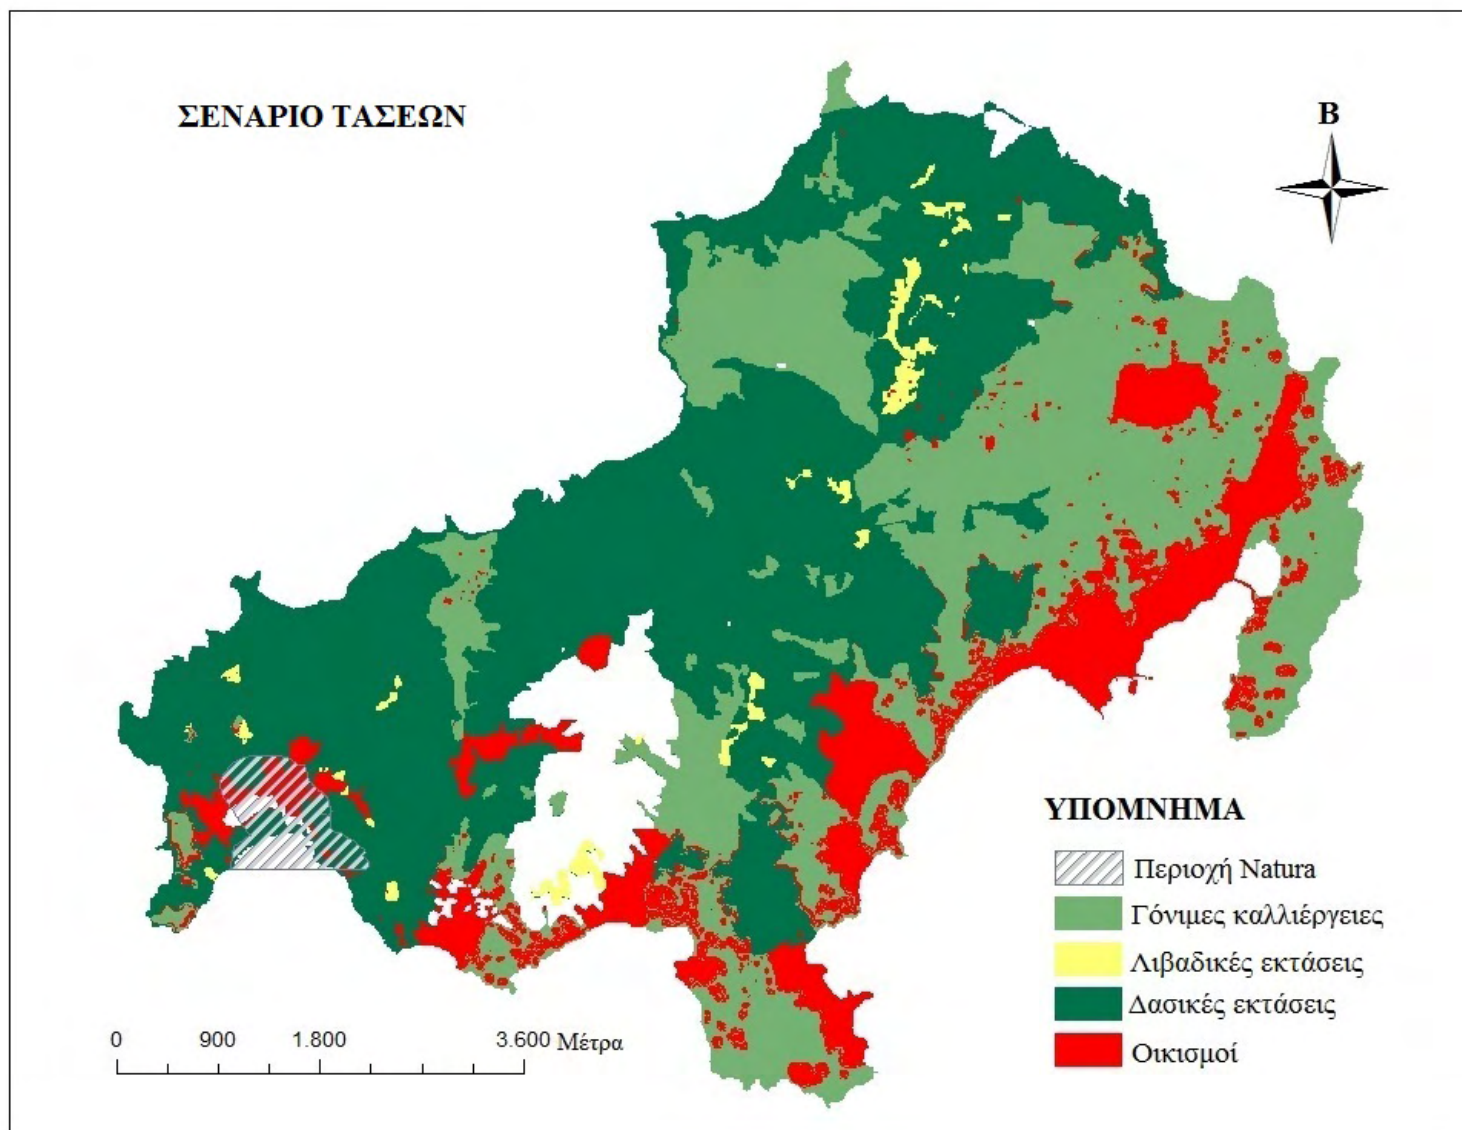 ΣΕΝΑΡΙΟ ΤΑΣΕΩΝ
Β
ΥΠΟΜΝΗΜΑ
Περιοχή Natura
Γόνιμες καλλιέργειες
Λιβαδικές εκτάσεις
Δασικές εκτάσεις
Οικισμοί
0 900 1.800 3.600 Μέτρα